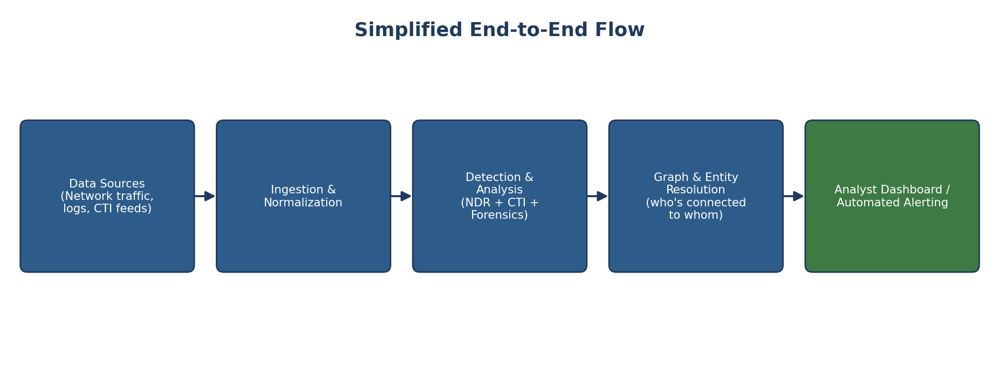 Simplified End-to-End Flow
Data Sources
(Network traffic,
logs, CTI feeds)
Ingestion &
Normalization
Detection &
Analysis
(NDR + CTI +
Forensics)
Graph & Entity
Resolution
(who's connected
to whom)
Analyst Dashboard /
Automated Alerting